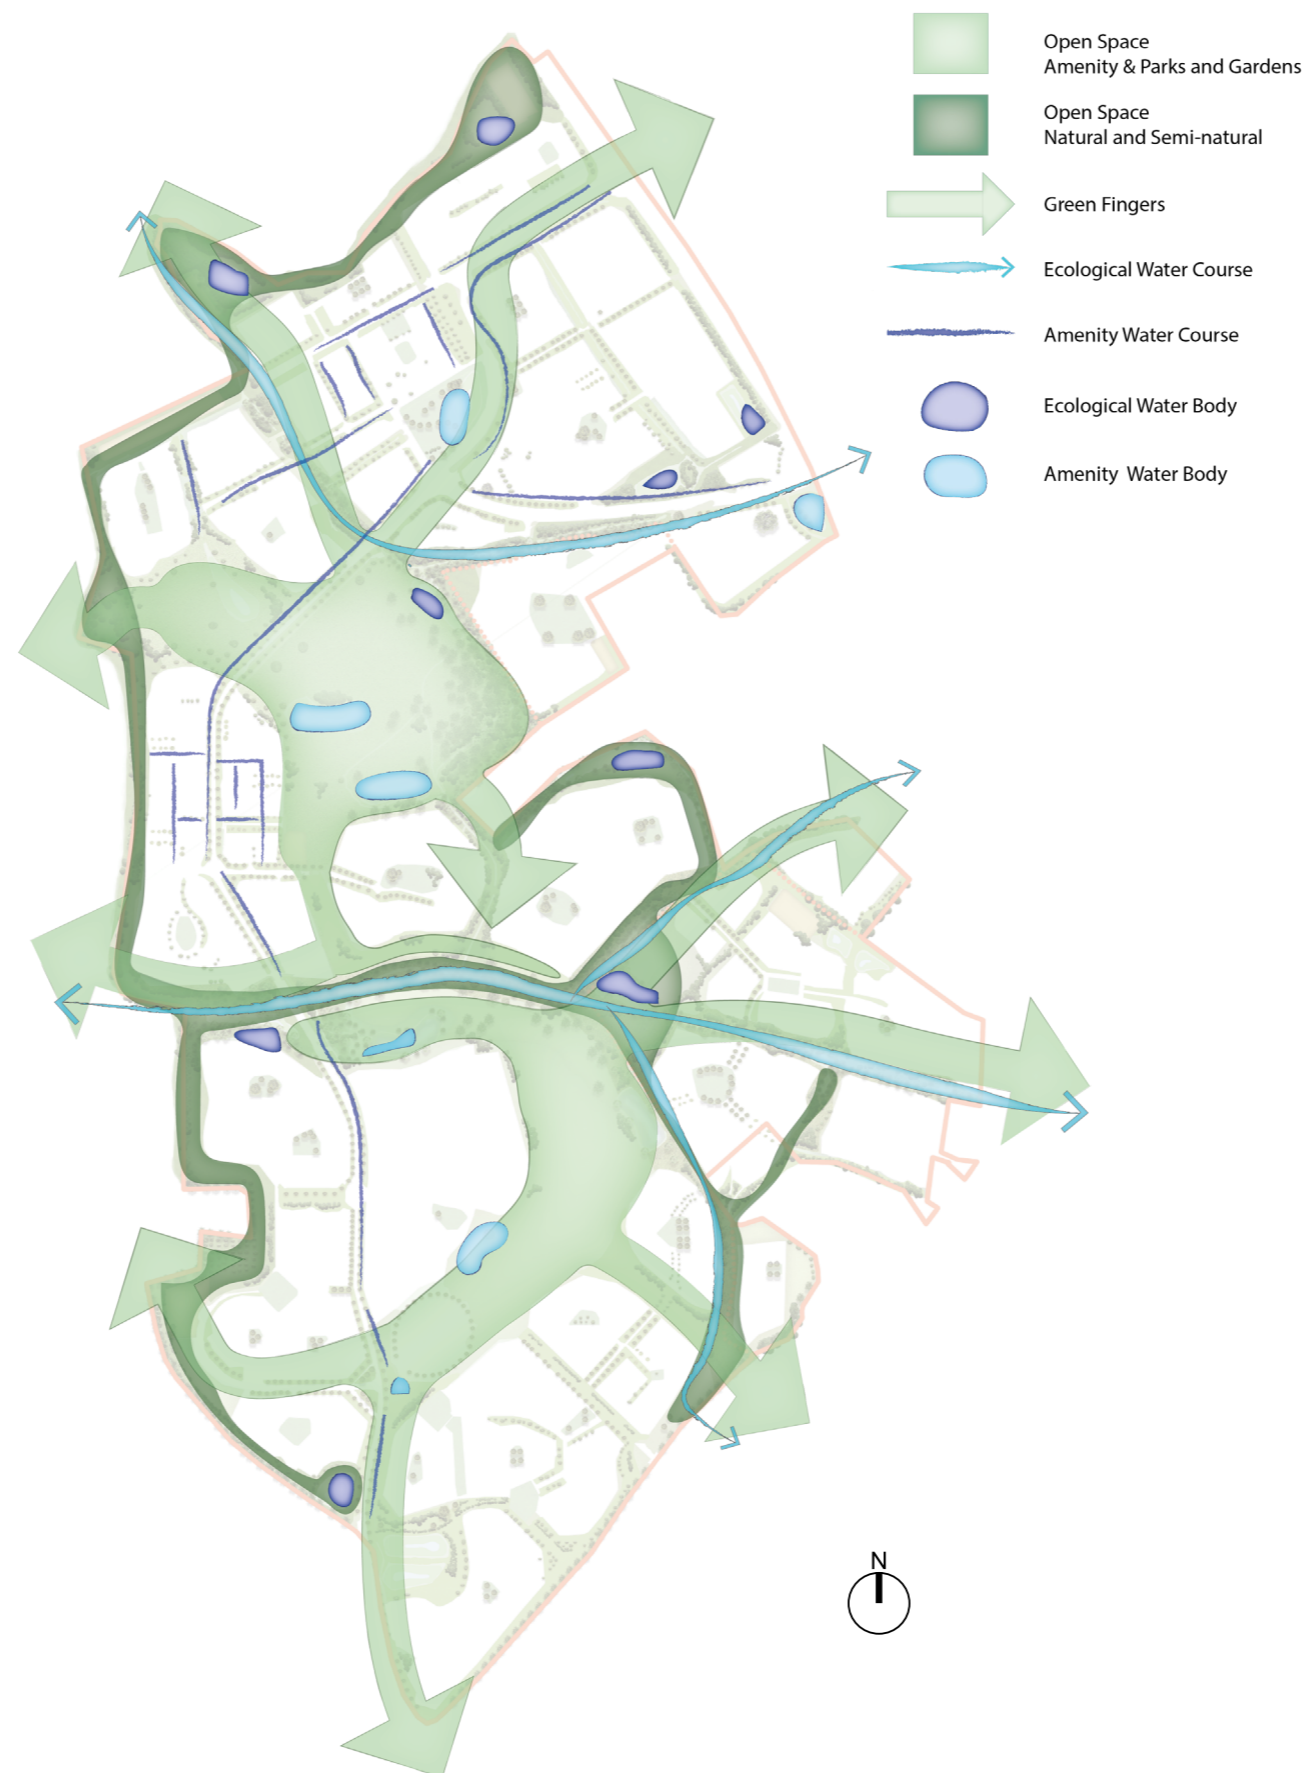 Open Space
Amenity & Parks and Gardens
Open Space
Natural and Semi-natural
Green Fingers
Ecological Water Course
Amenity Water Course
Ecological Water Body
Amenity Water Body
N